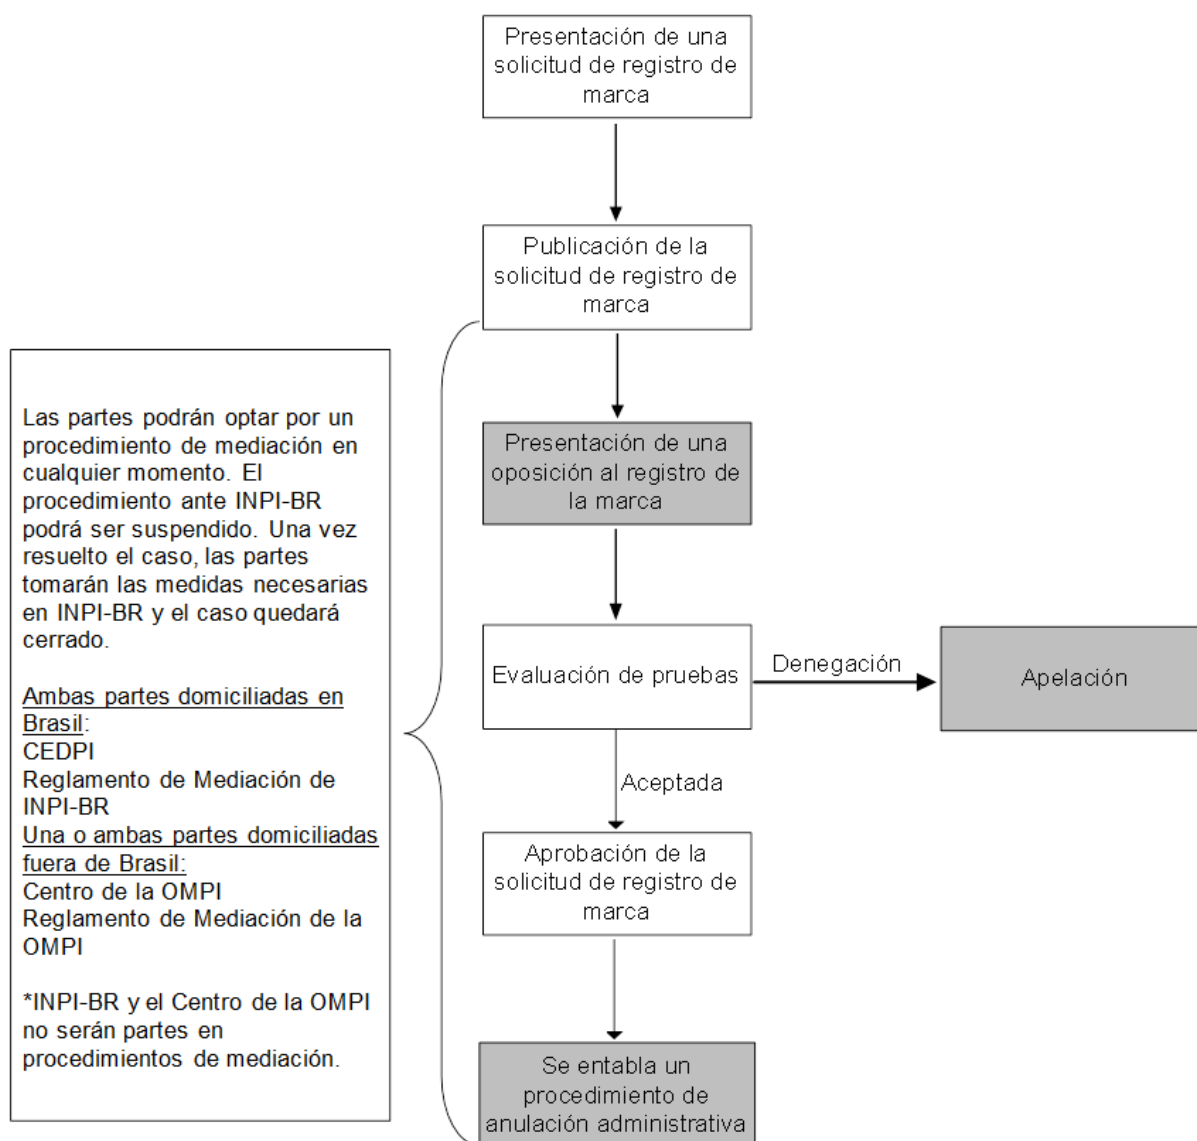 Presentación de una
solicitud de registro de
marca
Publicación de la
solicitud de registro de
marca
Presentación de una
oposición al registro de
la marca
Evaluación de pruebas
Denegación
Apelación
Aceptada
Aprobación de la
solicitud de registro de
marca
Se entabla un
procedimiento de
anulación administrativa
Las partes podrán optar por un
procedimiento de mediación en
cualquier momento. El
procedimiento ante INPI-BR
podrá ser suspendido. Una vez
resuelto el caso, las partes
tomarán las medidas necesarias
en INPI-BR y el caso quedará
cerrado.
Ambas partes domiciliadas en
Brasil:
CEDPI
Reglamento de Mediación de
INPI-BR
Una o ambas partes domiciliadas
fuera de Brasil:
Centro de la OMPI
Reglamento de Mediación de la
OMPI
*INPI-BR y el Centro de la OMPI
no serán partes en
procedimientos de mediación.